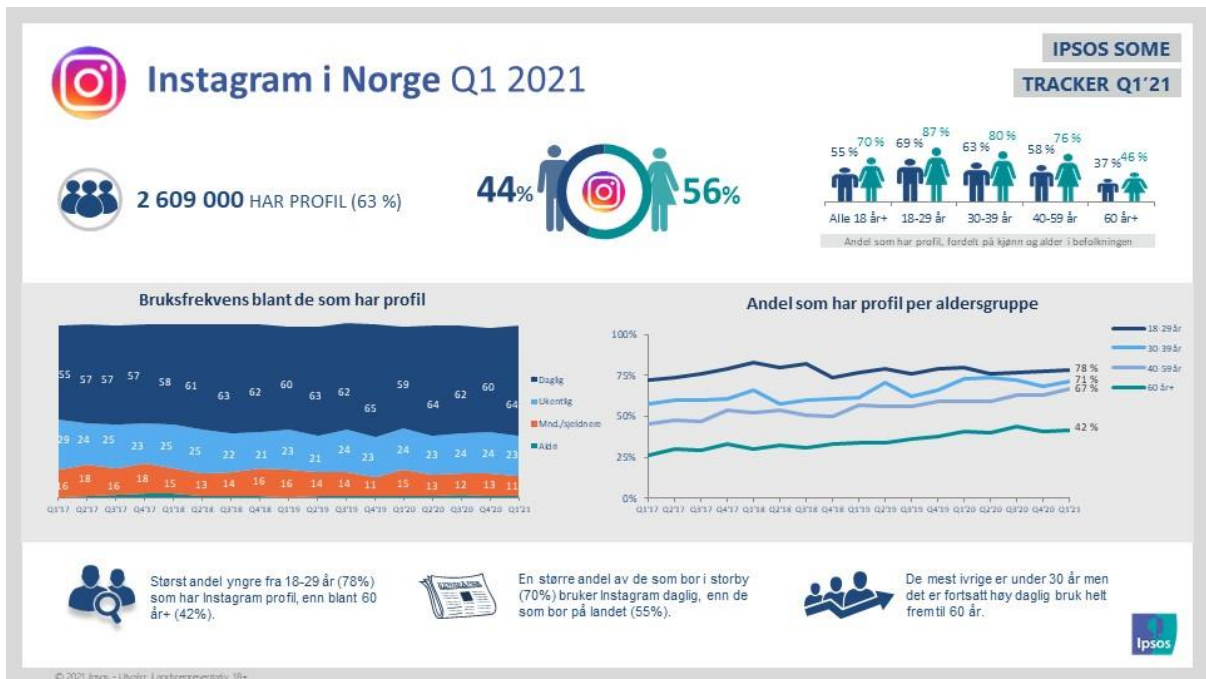 Instagram i Norge Q1 2021
IPSOS SOME
TRACKER Q1'21
2 609 000 HAR PROFIL (63 %)
44%
56%
55 % 70 % 69 % 87 % 63 % 80 % 58 % 76 % 37 % 46 %
Alle 18 år+ 18-29 år 30-39 år 40-59 år 60 år+
Andel som har profil, fordelt på kjønn og alder i befolkningen
Bruksfrekvens blant de som har profil
55 57 57 57 58 61 63 62 60 63 62 65 59 64 62 60 64
29 24 25 23 25 25 22 21 23 21 24 23 24 23 24 24 23
16 18 16 18 15 13 14 16 16 14 14 11 15 13 12 13 11
Q1'17 Q2'17 Q3'17 Q4'17 Q1'18 Q2'18 Q3'18 Q4'18 Q1'19 Q2'19 Q3'19 Q4'19 Q1'20 Q2'20 Q3'20 Q4'20 Q1'21
Daglig
Ukentlig
Mnd./sjeldnere
Aldri
Andel som har profil per aldersgruppe
100%
75%
50%
25%
0%
78 %
71 %
67 %
42 %
Q1'17 Q2'17 Q3'17 Q4'17 Q1'18 Q2'18 Q3'18 Q4'18 Q1'19 Q2'19 Q3'19 Q4'19 Q1'20 Q2'20 Q3'20 Q4'20 Q1'21
18-29 år
30-39 år
40-59 år
60 år+
Størst andel yngre fra 18-29 år (78%)
som har Instagram profil, enn blant 60
år+ (42%).
En større andel av de som bor i storby
(70%) bruker Instagram daglig, enn de
som bor på landet (55%).
De mest ivrige er under 30 år men
det er fortsatt høy daglig bruk helt
frem til 60 år.
Ipsos
© 2021 Ipsos - Utvalg: Landsrepresentativ 18+